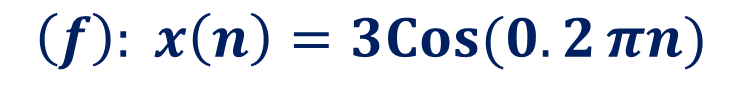 (f): x(n) = 3Cos(0.2 πn)